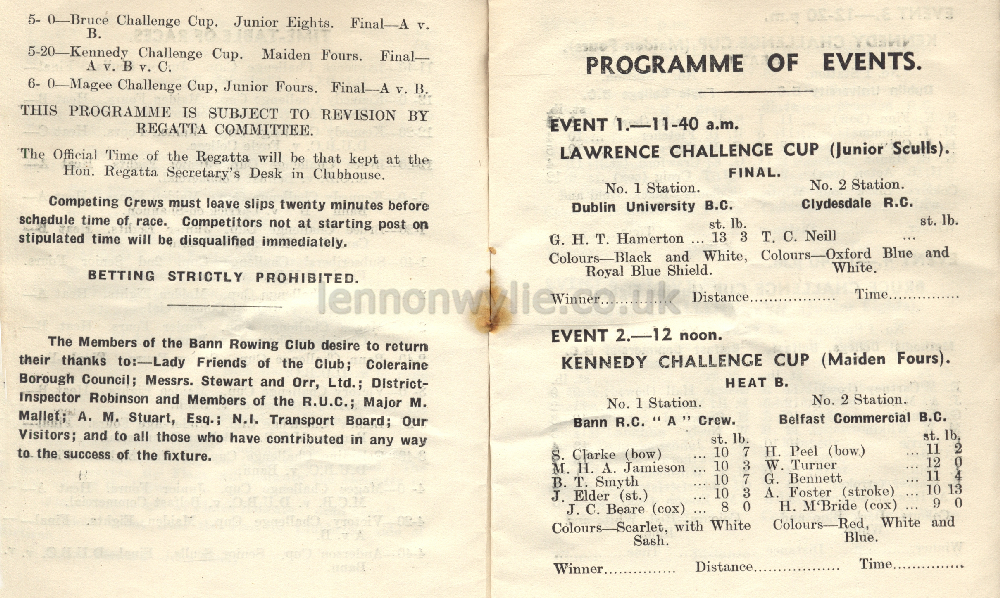 5- 0—Bruce Challenge Cup. Junior Eights. Final—A v.
B.
5-20—Kennedy Challenge Cup. Maiden Fours. Final—
A v. B v. C.
6- 0—Magee Challenge Cup, Junior Fours. Final—A v. B.
THIS PROGRAMME IS SUBJECT TO REVISION BY
REGATTA COMMITTEE.
The Official Time of the Regatta will be that kept at the
Hon. Regatta Secretary's Desk in Clubhouse.
Competing Crews must leave slips twenty minutes before
schedule time of race. Competitors not at starting post on
stipulated time will be disqualified immediately.
BETTING STRICTLY PROHIBITED.
The Members of the Bann Rowing Club desire to return
their thanks to:—Lady Friends of the Club; Coleraine
Borough Council; Messrs. Stewart and Orr, Ltd.; District-
Inspector Robinson and Members of the R.U.C.; Major M.
Mallet; A. M. Stuart, Esq.; N.I. Transport Board; Our
Visitors; and to all those who have contributed in any way
to the success of the fixture.
lennonwylie.co.uk
PROGRAMME OF EVENTS.
EVENT 1.—11-40 a.m.
LAWRENCE CHALLENGE CUP (Junior Sculls).
FINAL.
No. 1 Station. No. 2 Station.
Dublin University B.C. Clydesdale R.C.
st. lb. st. lb.
G. H. T. Hamerton ... 13 3 T. C. Neill ...
Colours—Black and White, Colours—Oxford Blue and
Royal Blue Shield. White.
Winner.............. Distance.................. Time..............
EVENT 2.—12 noon.
KENNEDY CHALLENGE CUP (Maiden Fours).
HEAT B.
No. 1 Station. No. 2 Station.
Bann R.C. "A" Crew. Belfast Commercial B.C.
st. lb. st. lb.
S. Clarke (bow) ... 10 7 H. Peel (bow) ... 11 2
M. H. A. Jamieson ... 10 3 W. Turner ... 12 0
B. T. Smyth ... 10 7 G. Bennett ... 11 4
J. Elder (st.) ... 10 3 A. Foster (stroke) ... 10 13
J. C. Beare (cox) ... 8 0 H. M'Bride (cox) ... 9 0
Colours—Scarlet, with White Colours—Red, White and
Sash. Blue.
Winner.............. Distance.................. Time..............